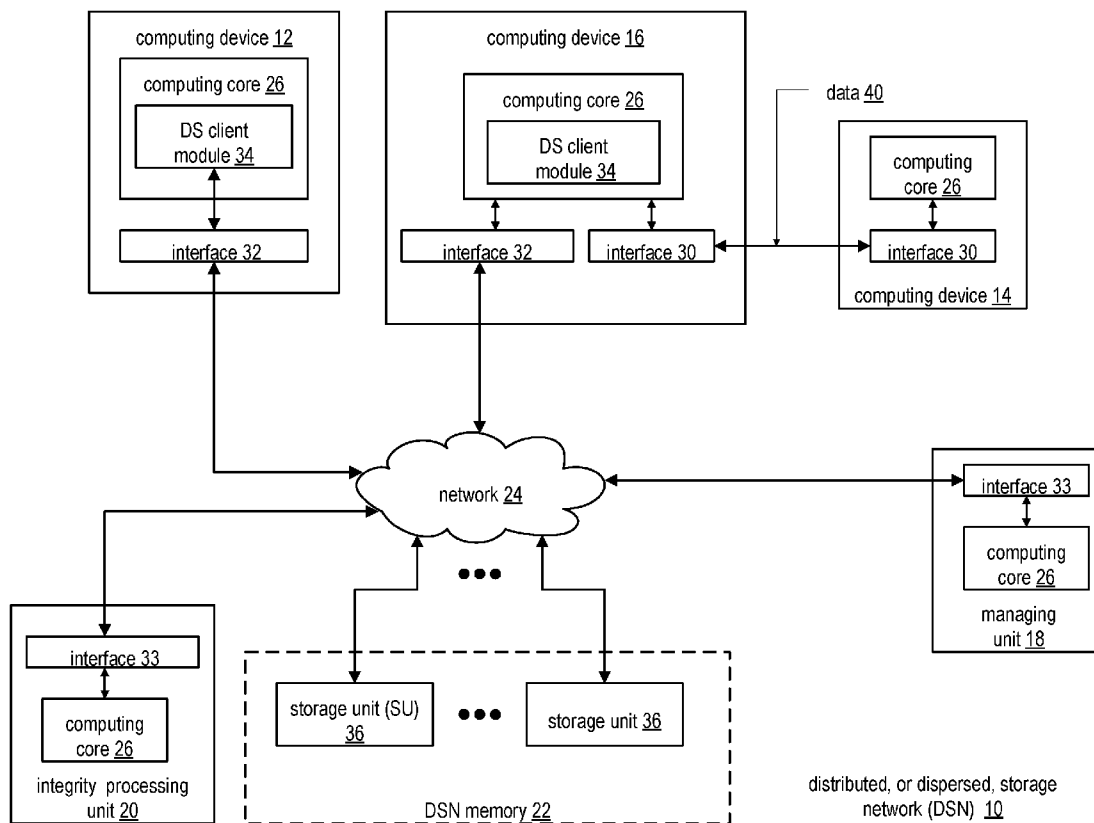 computing device 12
computing core 26
DS client
module 34
interface 32
computing device 16
computing core 26
DS client
module 34
interface 32
interface 30
data 40
computing
core 26
interface 30
computing device 14
network 24
interface 33
computing
core 26
managing
unit 18
interface 33
computing
core 26
integrity processing
unit 20
storage unit (SU)
36
storage unit 36
DSN memory 22
distributed, or dispersed, storage
network (DSN) 10